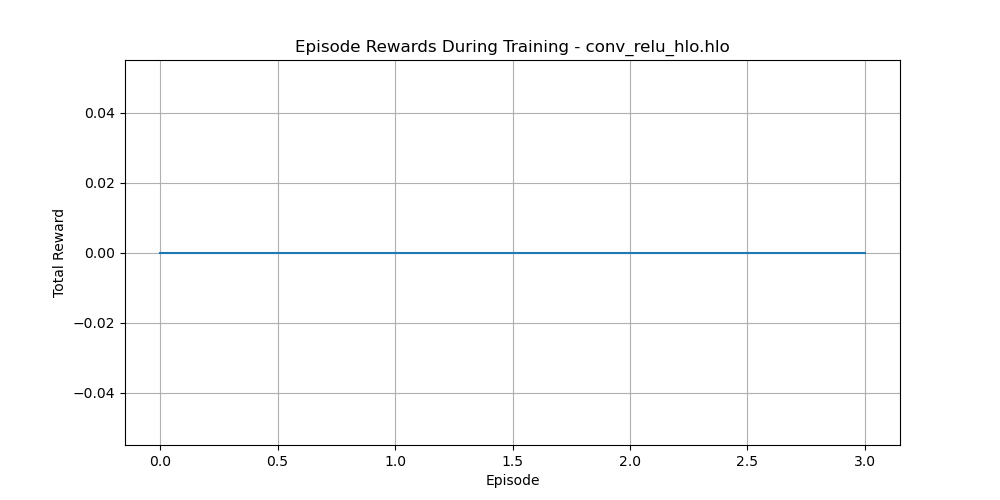 Episode Rewards During Training - conv_relu_hlo.hlo
Total Reward
0.04
0.02
0.00
−0.02
−0.04
0.0 0.5 1.0 1.5 2.0 2.5 3.0
Episode